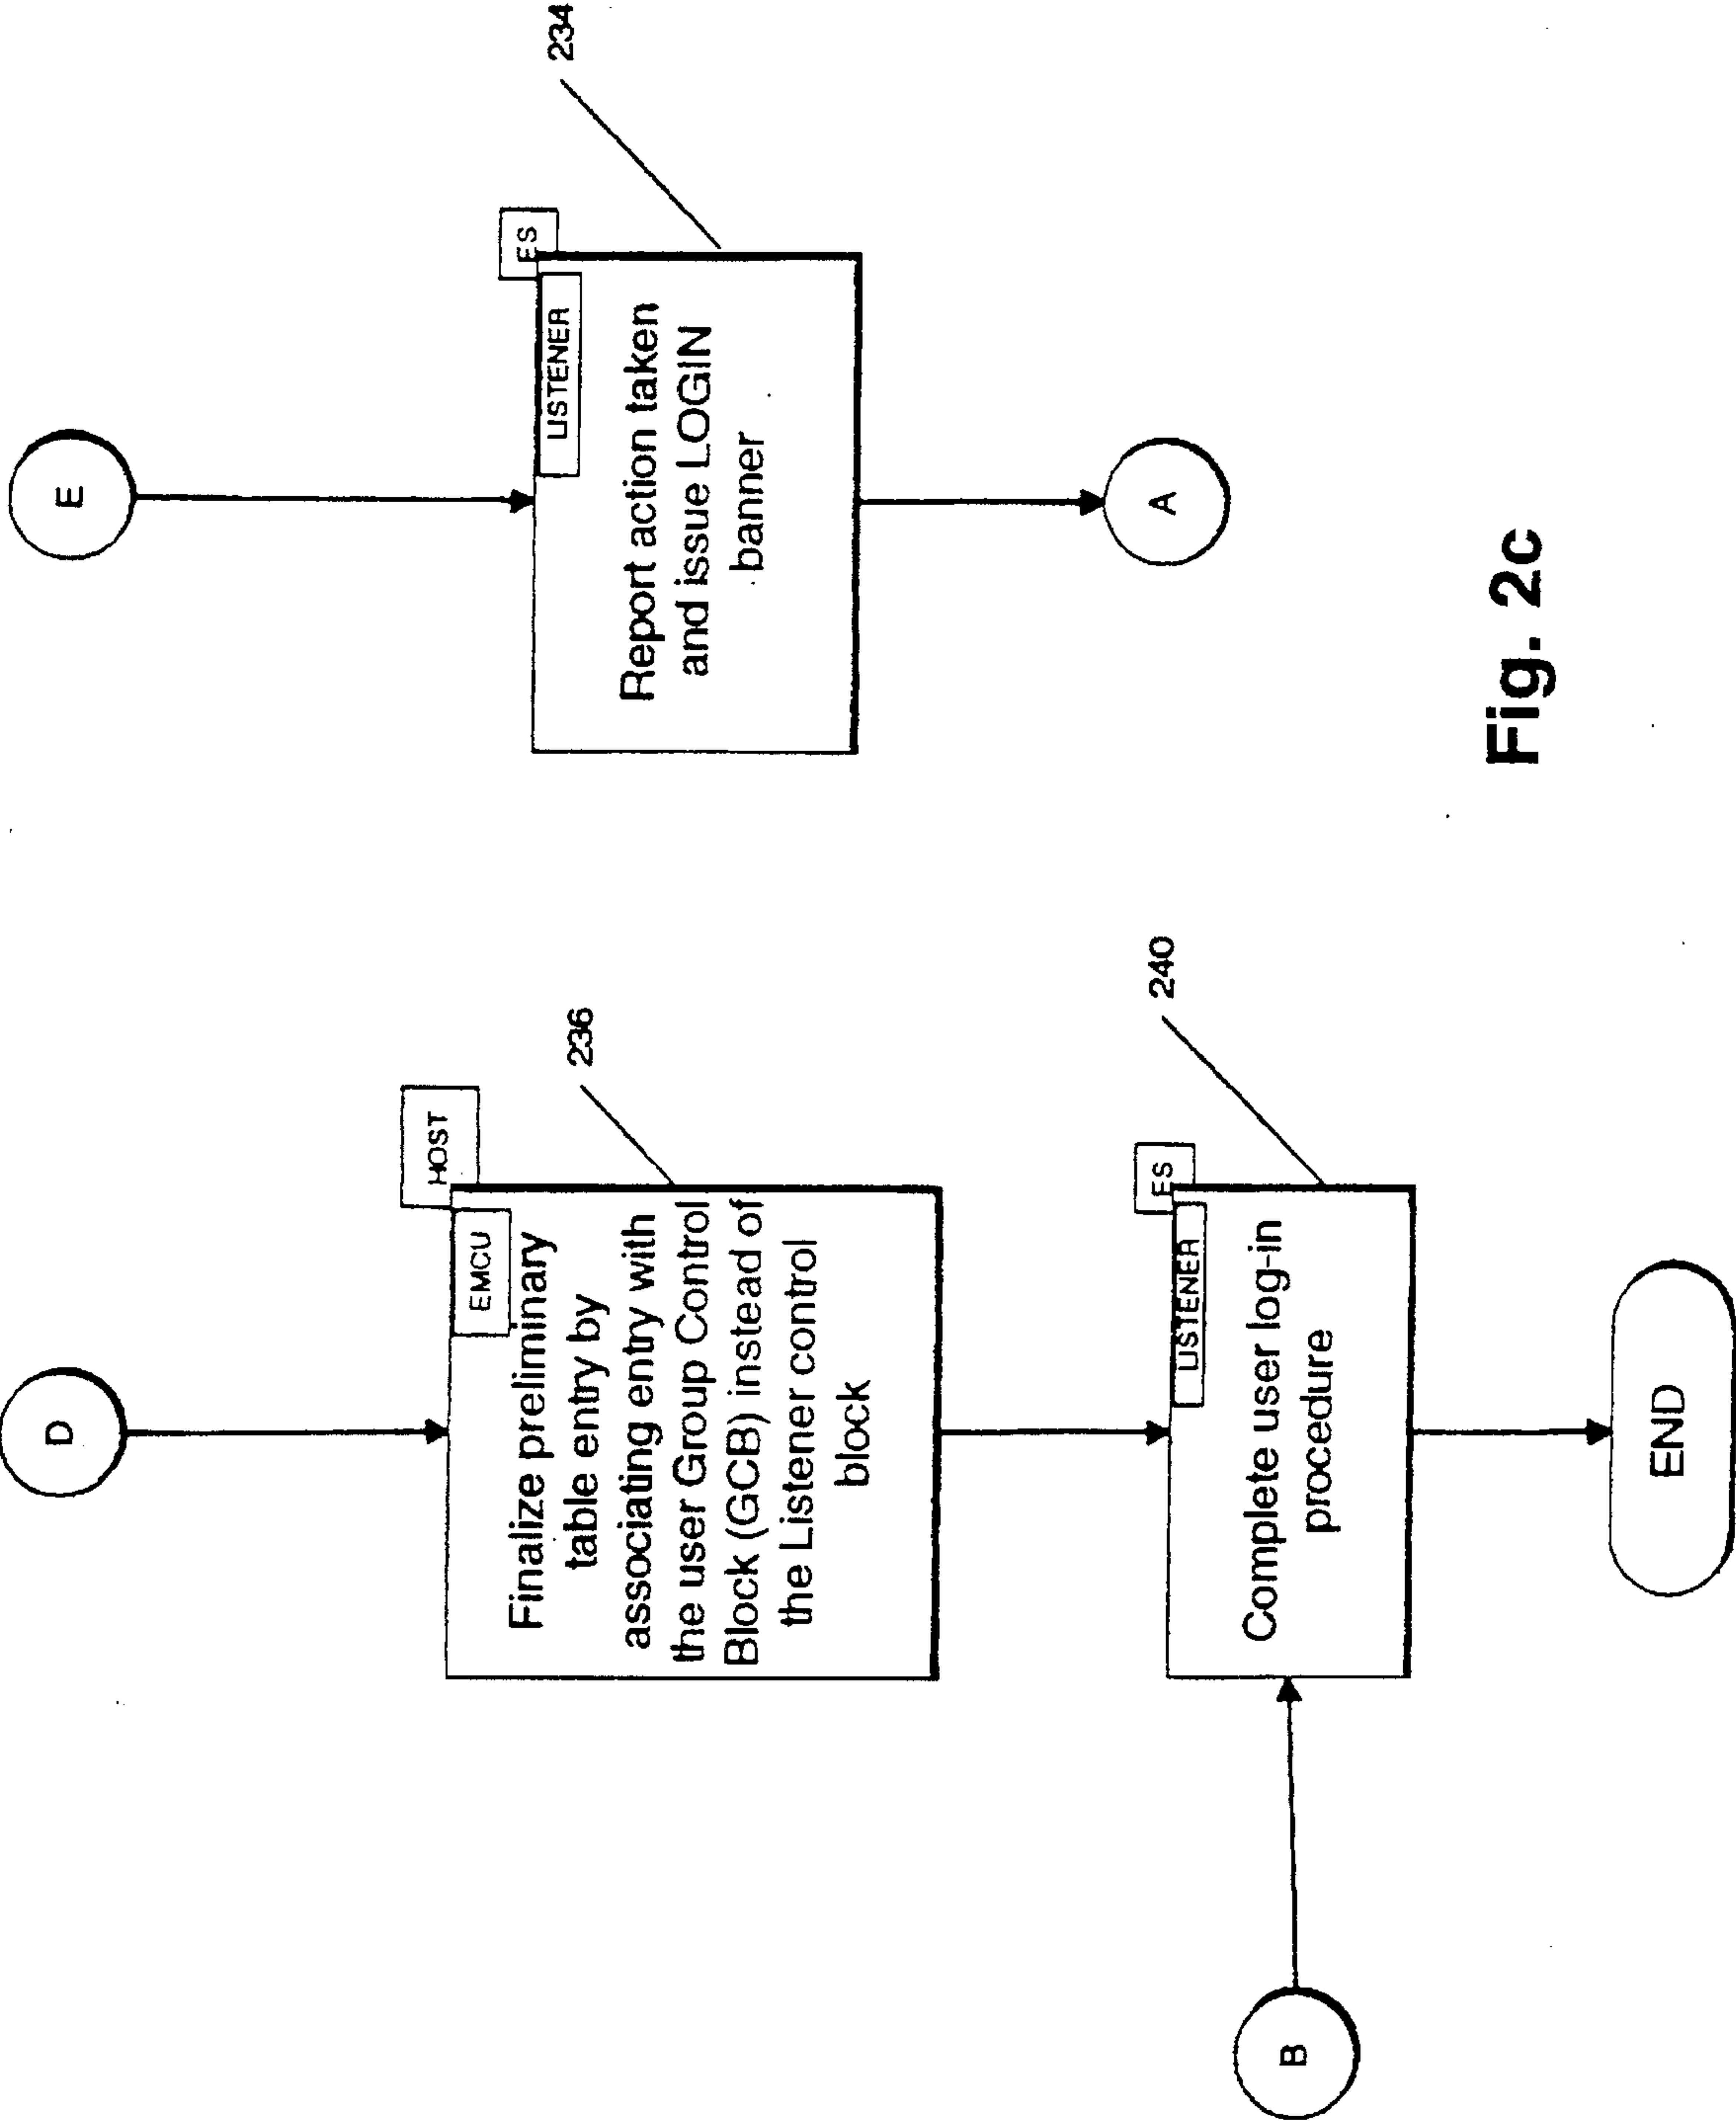 D
HOST
EMCU
236
Finalize preliminary
table entry by
associating entry with
the user Group Control
Block (GCB) instead of
the Listener control
block
B
ES
LISTENER
240
Complete user log-in
procedure
END
E
ES
LISTENER
234
Report action taken
and issue LOGIN
banner
A
Fig. 2c